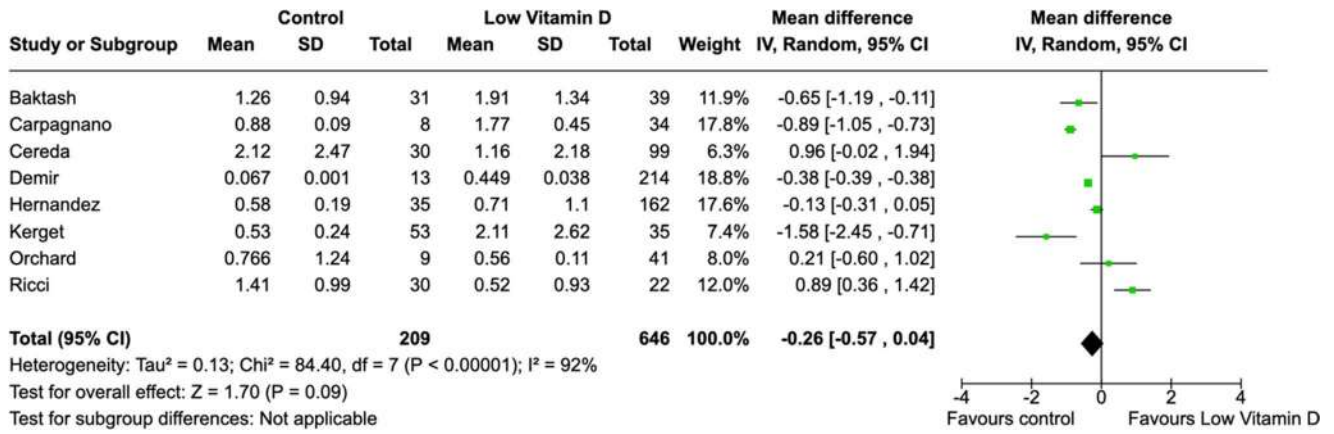 Control Low Vitamin D Mean difference Mean difference
Study or Subgroup Mean SD Total Mean SD Total Weight IV, Random, 95% CI IV, Random, 95% CI
Baktash 1.26 0.94 31 1.91 1.34 39 11.9% -0.65 [-1.19 , -0.11]
Carpagnano 0.88 0.09 8 1.77 0.45 34 17.8% -0.89 [-1.05 , -0.73]
Cereda 2.12 2.47 30 1.16 2.18 99 6.3% 0.96 [-0.02 , 1.94]
Demir 0.067 0.001 13 0.449 0.038 214 18.8% -0.38 [-0.39 , -0.38]
Hernandez 0.58 0.19 35 0.71 1.1 162 17.6% -0.13 [-0.31 , 0.05]
Kerget 0.53 0.24 53 2.11 2.62 35 7.4% -1.58 [-2.45 , -0.71]
Orchard 0.766 1.24 9 0.56 0.11 41 8.0% 0.21 [-0.60 , 1.02]
Ricci 1.41 0.99 30 0.52 0.93 22 12.0% 0.89 [0.36 , 1.42]
Total (95% CI) 209 646 100.0% -0.26 [-0.57 , 0.04]
Heterogeneity: Tau² = 0.13; Chi² = 84.40, df = 7 (P < 0.00001); I² = 92%
Test for overall effect: Z = 1.70 (P = 0.09)
Test for subgroup differences: Not applicable
-4 -2 0 2 4
Favours control Favours Low Vitamin D